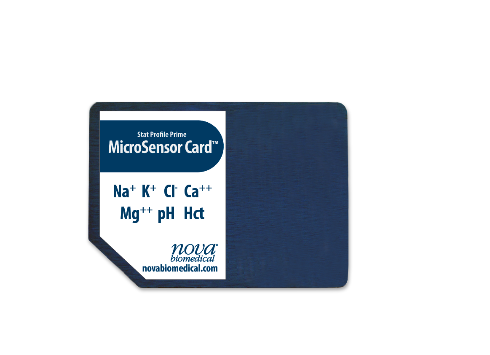 Stat Profile Prime
MicroSensor Card™
Na⁺ K⁺ Cl⁻ Ca⁺⁺
Mg⁺⁺ pH Hct
nova®
biomedical
novabiomedical.com